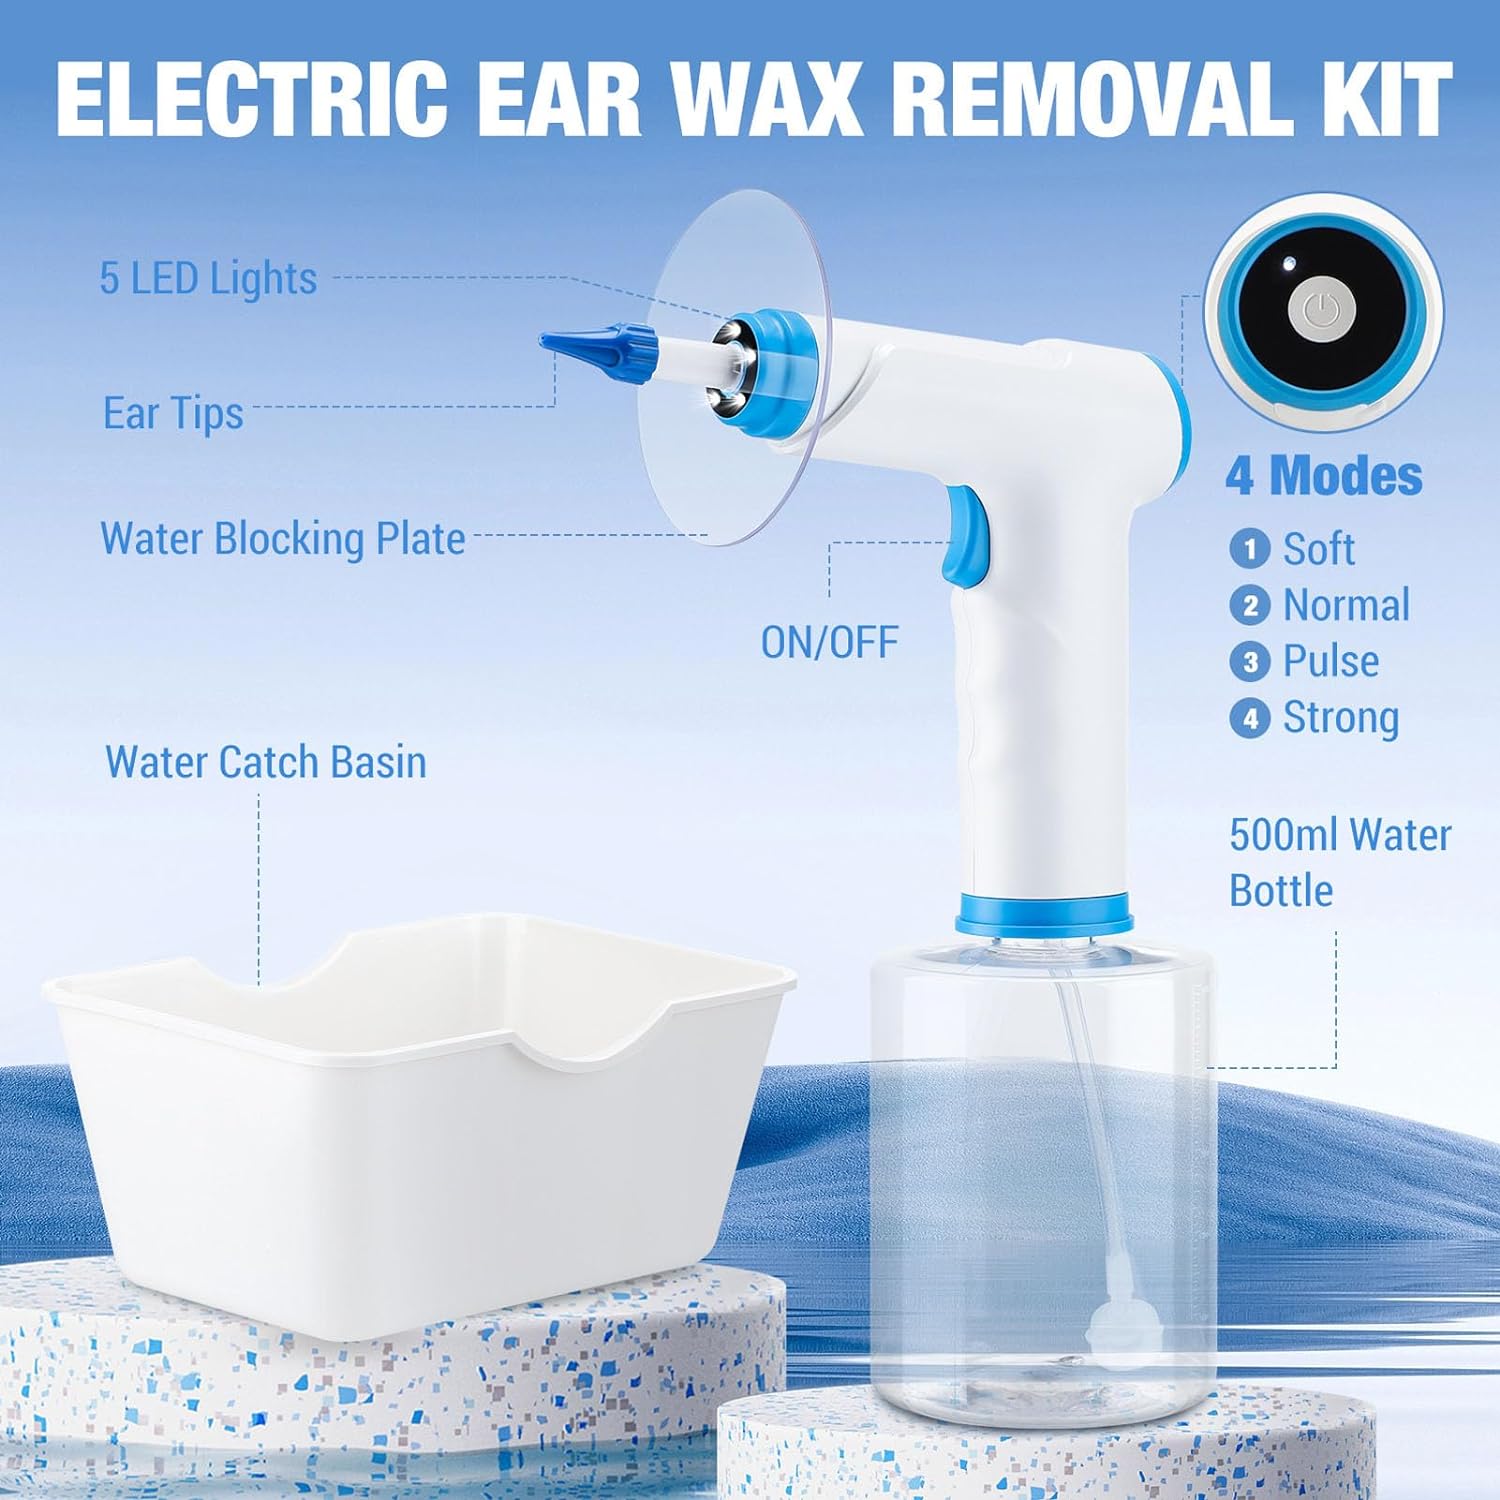 ELECTRIC EAR WAX REMOVAL KIT
5 LED Lights
Ear Tips
Water Blocking Plate
ON/OFF
4 Modes
1 Soft
2 Normal
3 Pulse
4 Strong
Water Catch Basin
500ml Water
Bottle